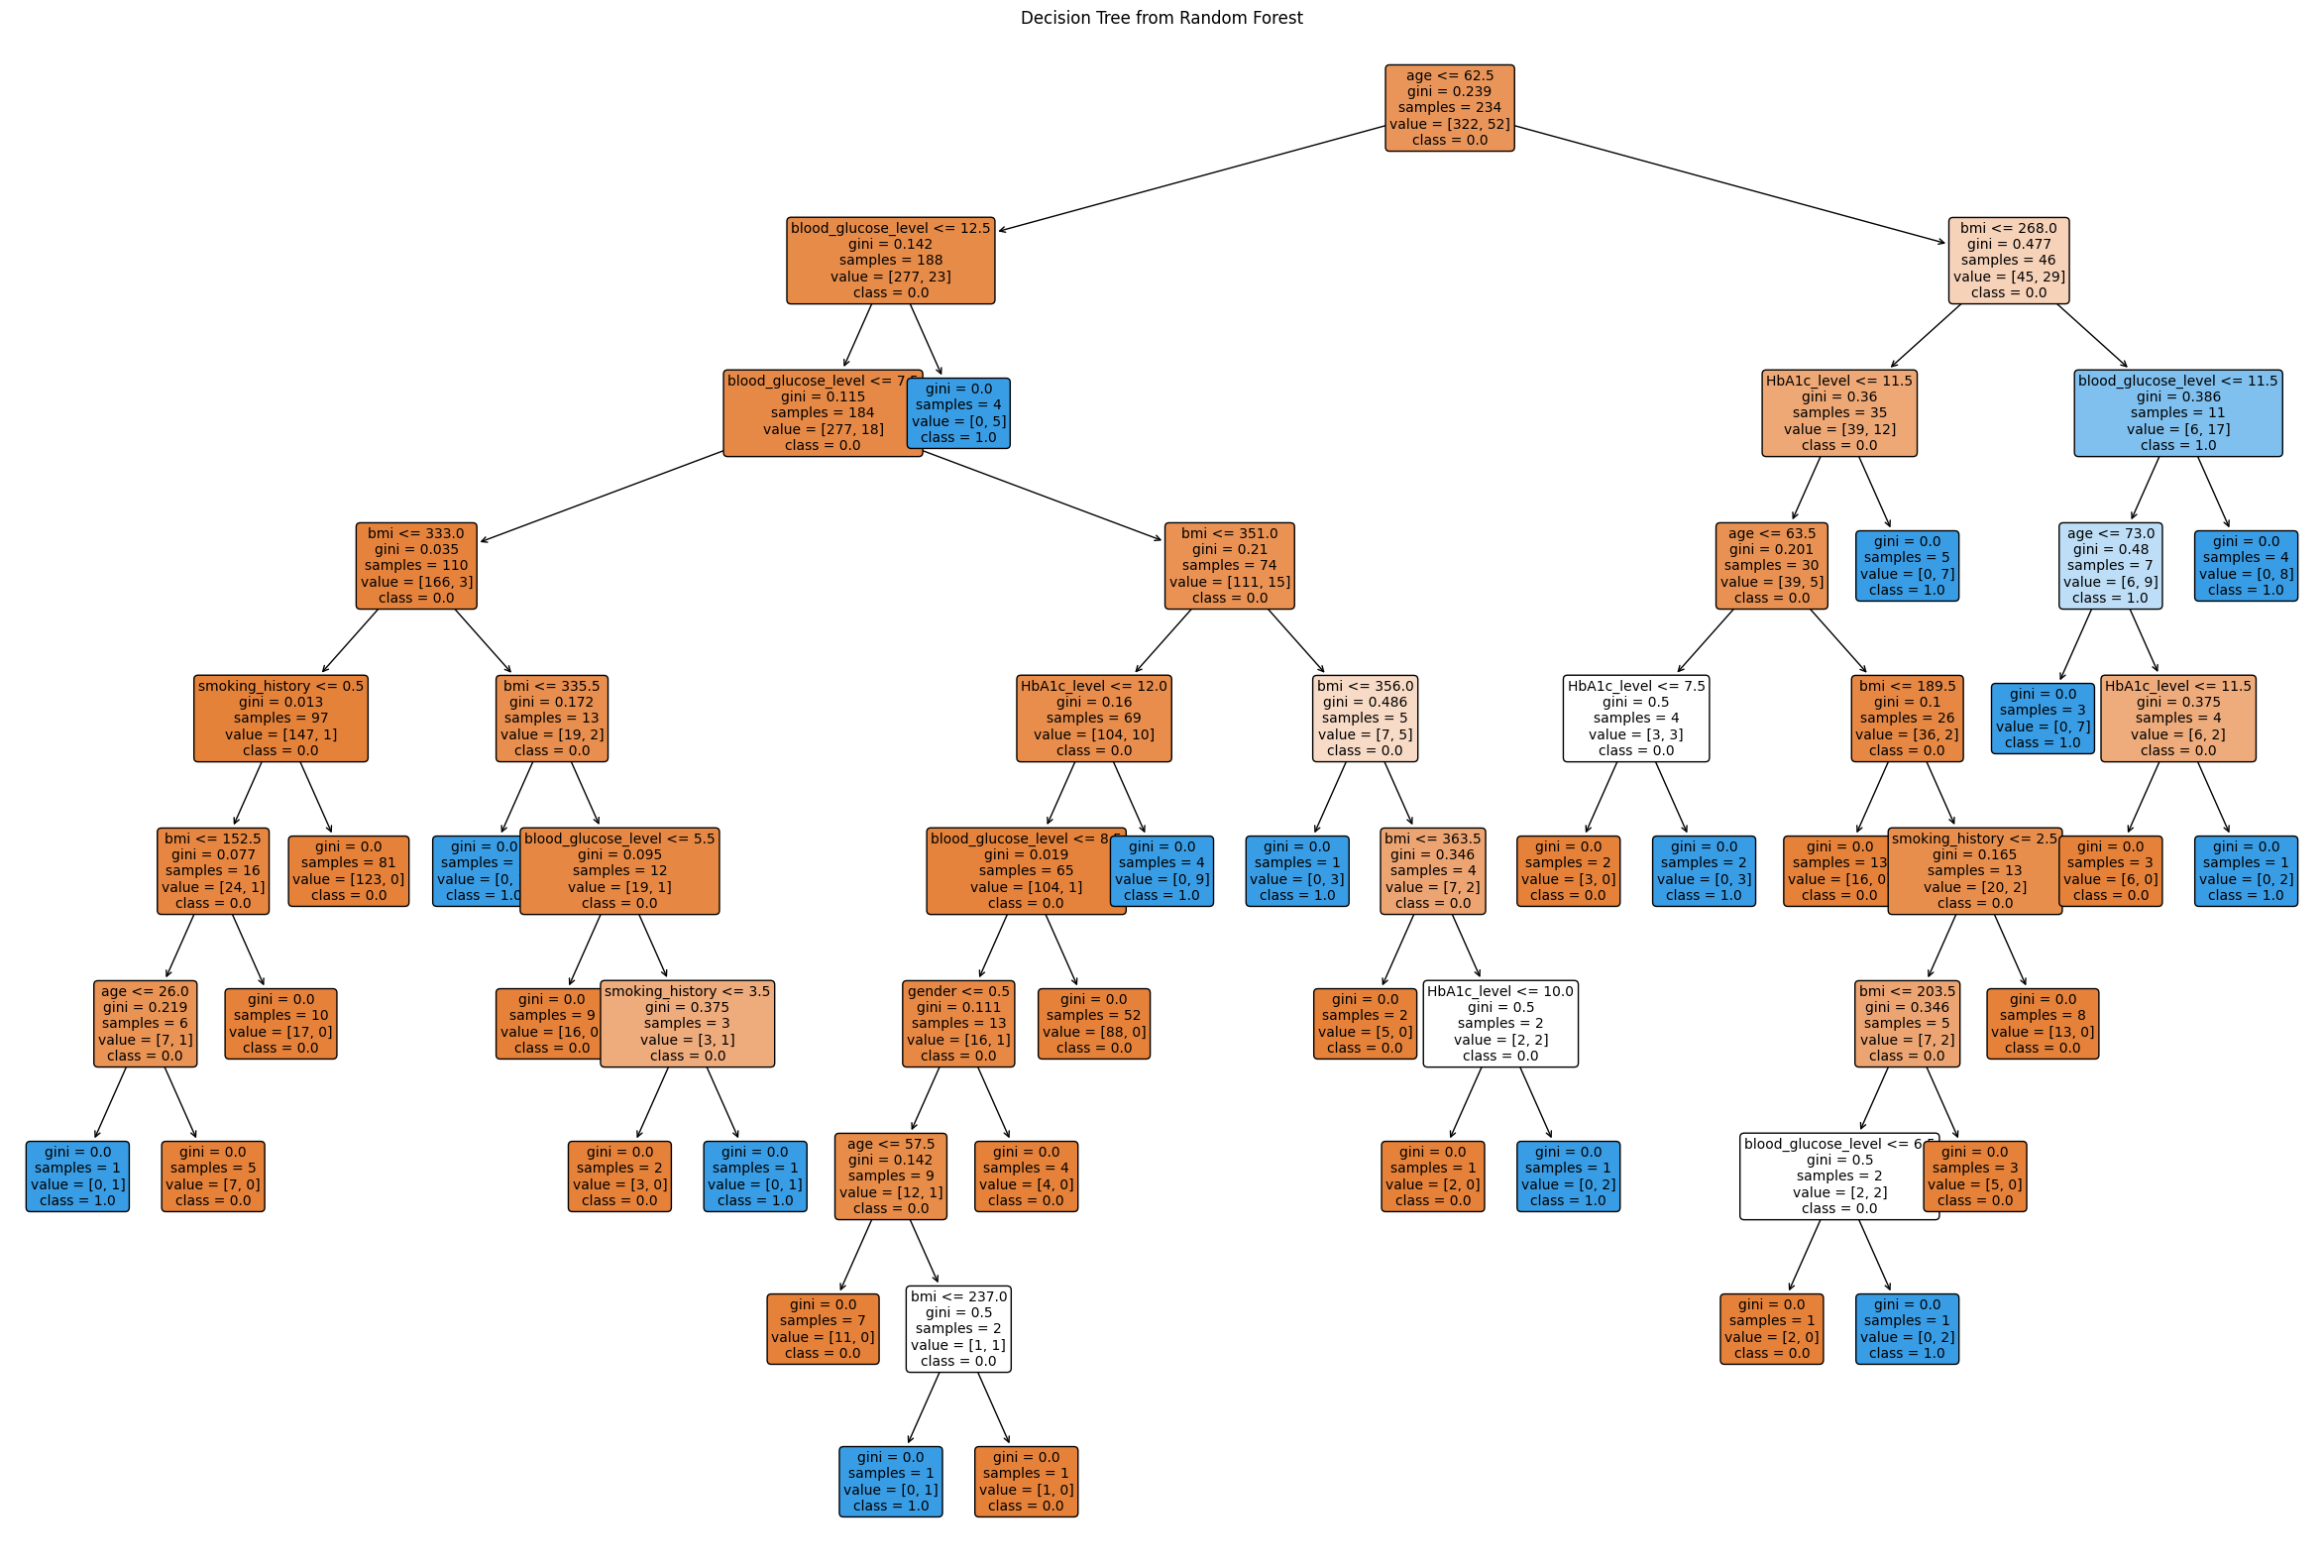 Decision Tree from Random Forest
age <= 62.5
gini = 0.239
samples = 234
value = [322, 52]
class = 0.0
blood_glucose_level <= 12.5
gini = 0.142
samples = 188
value = [277, 23]
class = 0.0
bmi <= 268.0
gini = 0.477
samples = 46
value = [45, 29]
class = 0.0
blood_glucose_level <= 7
gini = 0.115
samples = 184
value = [277, 18]
class = 0.0
gini = 0.0
samples = 4
value = [0, 5]
class = 1.0
HbA1c_level <= 11.5
gini = 0.36
samples = 35
value = [39, 12]
class = 0.0
blood_glucose_level <= 11.5
gini = 0.386
samples = 11
value = [6, 17]
class = 1.0
bmi <= 333.0
gini = 0.035
samples = 110
value = [166, 3]
class = 0.0
bmi <= 351.0
gini = 0.21
samples = 74
value = [111, 15]
class = 0.0
age <= 63.5
gini = 0.201
samples = 30
value = [39, 5]
class = 0.0
gini = 0.0
samples = 5
value = [0, 7]
class = 1.0
age <= 73.0
gini = 0.48
samples = 7
value = [6, 9]
class = 1.0
gini = 0.0
samples = 4
value = [0, 8]
class = 1.0
smoking_history <= 0.5
gini = 0.013
samples = 97
value = [147, 1]
class = 0.0
bmi <= 335.5
gini = 0.172
samples = 13
value = [19, 2]
class = 0.0
HbA1c_level <= 12.0
gini = 0.16
samples = 69
value = [104, 10]
class = 0.0
bmi <= 356.0
gini = 0.486
samples = 5
value = [7, 5]
class = 0.0
HbA1c_level <= 7.5
gini = 0.5
samples = 4
value = [3, 3]
class = 0.0
bmi <= 189.5
gini = 0.1
samples = 26
value = [36, 2]
class = 0.0
gini = 0.0
samples = 3
value = [0, 7]
class = 1.0
HbA1c_level <= 11.5
gini = 0.375
samples = 4
value = [6, 2]
class = 0.0
bmi <= 152.5
gini = 0.077
samples = 16
value = [24, 1]
class = 0.0
gini = 0.0
samples = 81
value = [123, 0]
class = 0.0
gini = 0.0
samples =
value = [0,
class = 1.0
blood_glucose_level <= 5.5
gini = 0.095
samples = 12
value = [19, 1]
class = 0.0
blood_glucose_level <= 8
gini = 0.019
samples = 65
value = [104, 1]
class = 0.0
gini = 0.0
samples = 4
value = [0, 9]
class = 1.0
gini = 0.0
samples = 1
value = [0, 3]
class = 1.0
bmi <= 363.5
gini = 0.346
samples = 4
value = [7, 2]
class = 0.0
gini = 0.0
samples = 2
value = [3, 0]
class = 0.0
gini = 0.0
samples = 2
value = [0, 3]
class = 1.0
gini = 0.0
samples = 13
value = [16, 0
class = 0.0
smoking_history <= 2.5
gini = 0.165
samples = 13
value = [20, 2]
class = 0.0
gini = 0.0
samples = 3
value = [6, 0]
class = 0.0
gini = 0.0
samples = 1
value = [0, 2]
class = 1.0
age <= 26.0
gini = 0.219
samples = 6
value = [7, 1]
class = 0.0
gini = 0.0
samples = 10
value = [17, 0]
class = 0.0
gini = 0.0
samples = 9
value = [16, 0
class = 0.0
smoking_history <= 3.5
gini = 0.375
samples = 3
value = [3, 1]
class = 0.0
gender <= 0.5
gini = 0.111
samples = 13
value = [16, 1]
class = 0.0
gini = 0.0
samples = 52
value = [88, 0]
class = 0.0
gini = 0.0
samples = 2
value = [5, 0]
class = 0.0
HbA1c_level <= 10.0
gini = 0.5
samples = 2
value = [2, 2]
class = 0.0
bmi <= 203.5
gini = 0.346
samples = 5
value = [7, 2]
class = 0.0
gini = 0.0
samples = 8
value = [13, 0]
class = 0.0
gini = 0.0
samples = 1
value = [0, 1]
class = 1.0
gini = 0.0
samples = 5
value = [7, 0]
class = 0.0
gini = 0.0
samples = 2
value = [3, 0]
class = 0.0
gini = 0.0
samples = 1
value = [0, 1]
class = 1.0
age <= 57.5
gini = 0.142
samples = 9
value = [12, 1]
class = 0.0
gini = 0.0
samples = 4
value = [4, 0]
class = 0.0
gini = 0.0
samples = 1
value = [2, 0]
class = 0.0
gini = 0.0
samples = 1
value = [0, 2]
class = 1.0
blood_glucose_level <= 6
gini = 0.5
samples = 2
value = [2, 2]
class = 0.0
gini = 0.0
samples = 3
value = [5, 0]
class = 0.0
gini = 0.0
samples = 7
value = [11, 0]
class = 0.0
bmi <= 237.0
gini = 0.5
samples = 2
value = [1, 1]
class = 0.0
gini = 0.0
samples = 1
value = [2, 0]
class = 0.0
gini = 0.0
samples = 1
value = [0, 2]
class = 1.0
gini = 0.0
samples = 1
value = [0, 1]
class = 1.0
gini = 0.0
samples = 1
value = [1, 0]
class = 0.0